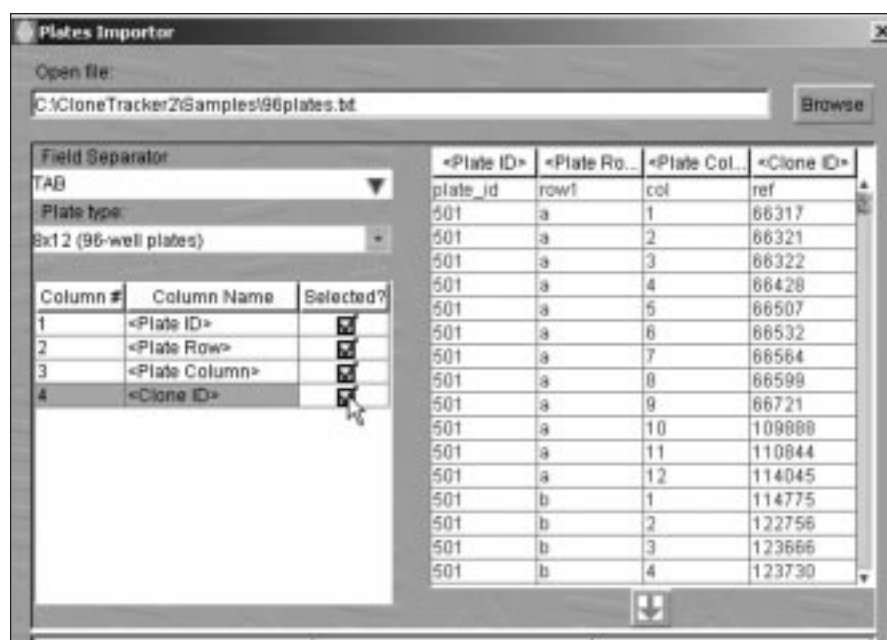 Plates Importor
Open file:
C:\CloneTracker2\Samples\96plates.txt
Browse
Field Separator
TAB
Plate type:
8x12 (96-well plates)
Column # Column Name Selected?
1 <Plate ID>
2 <Plate Row>
3 <Plate Column>
4 <Clone ID>
<Plate ID> <Plate Ro... <Plate Col... <Clone ID>
plate_id row1 col ref
501 a 1 66317
501 a 2 66321
501 a 3 66322
501 a 4 66428
501 a 5 66507
501 a 6 66532
501 a 7 66564
501 a 8 66599
501 a 9 66721
501 a 10 109888
501 a 11 110844
501 a 12 114045
501 b 1 114775
501 b 2 122756
501 b 3 123666
501 b 4 123730